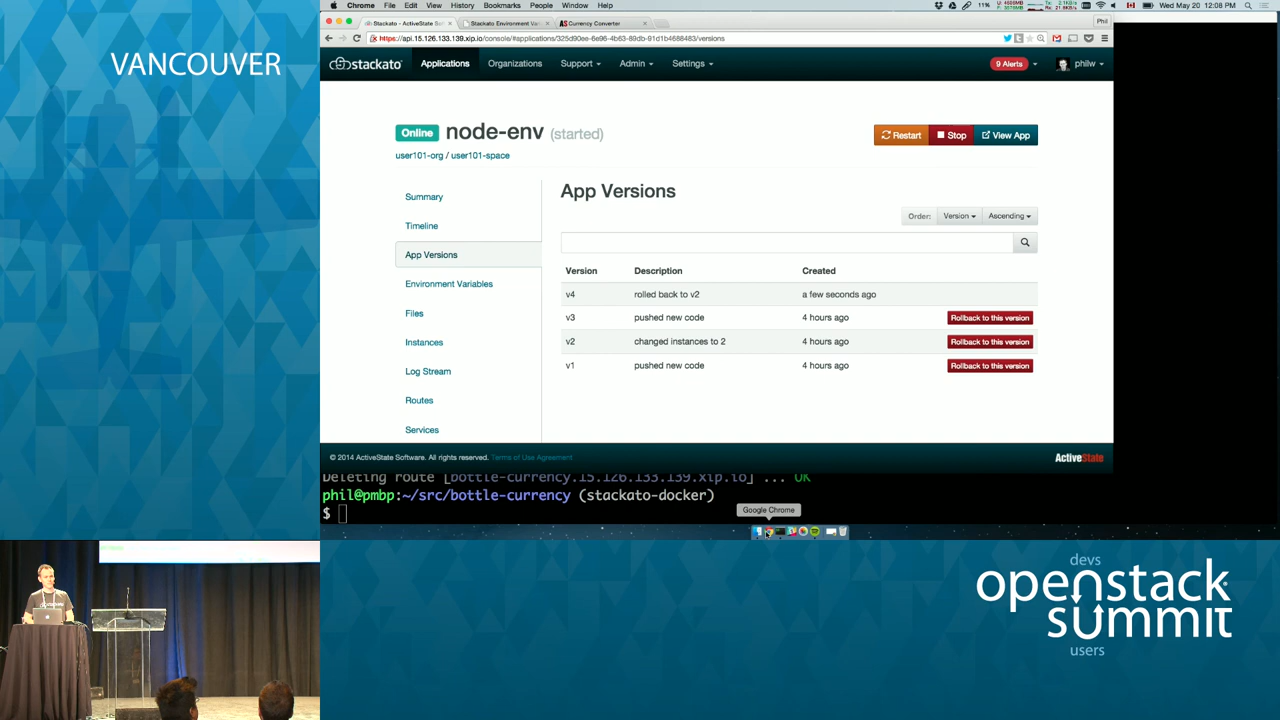 VANCOUVER
Chrome File Edit View History Bookmarks People Window Help
11%
Wed May 20 12:08 PM
Stackato - ActiveState Sof
Stackato Environment Var
Currency Converter
Phil
https://api.15.126.133.139.xip.io/console/#applications/325d90ee-6e96-4b63-89db-91d1b4688483/versions
stackato Applications Organizations Support Admin Settings 9 Alerts philw
Online node-env (started)
Restart Stop View App
user101-org / user101-space
Summary
Timeline
App Versions
Environment Variables
Files
Instances
Log Stream
Routes
Services
App Versions
Order: Version Ascending
Version Description Created
v4 rolled back to v2 a few seconds ago
v3 pushed new code 4 hours ago Rollback to this version
v2 changed instances to 2 4 hours ago Rollback to this version
v1 pushed new code 4 hours ago Rollback to this version
© 2014 ActiveState Software. All rights reserved. Terms of Use Agreement
ActiveState
Deleting route [bottle-currency.15.126.133.139.xip.io] ... OK
phil@pmbp:~/src/bottle-currency (stackato-docker)
$
Google Chrome
devs
openstack
summit
users